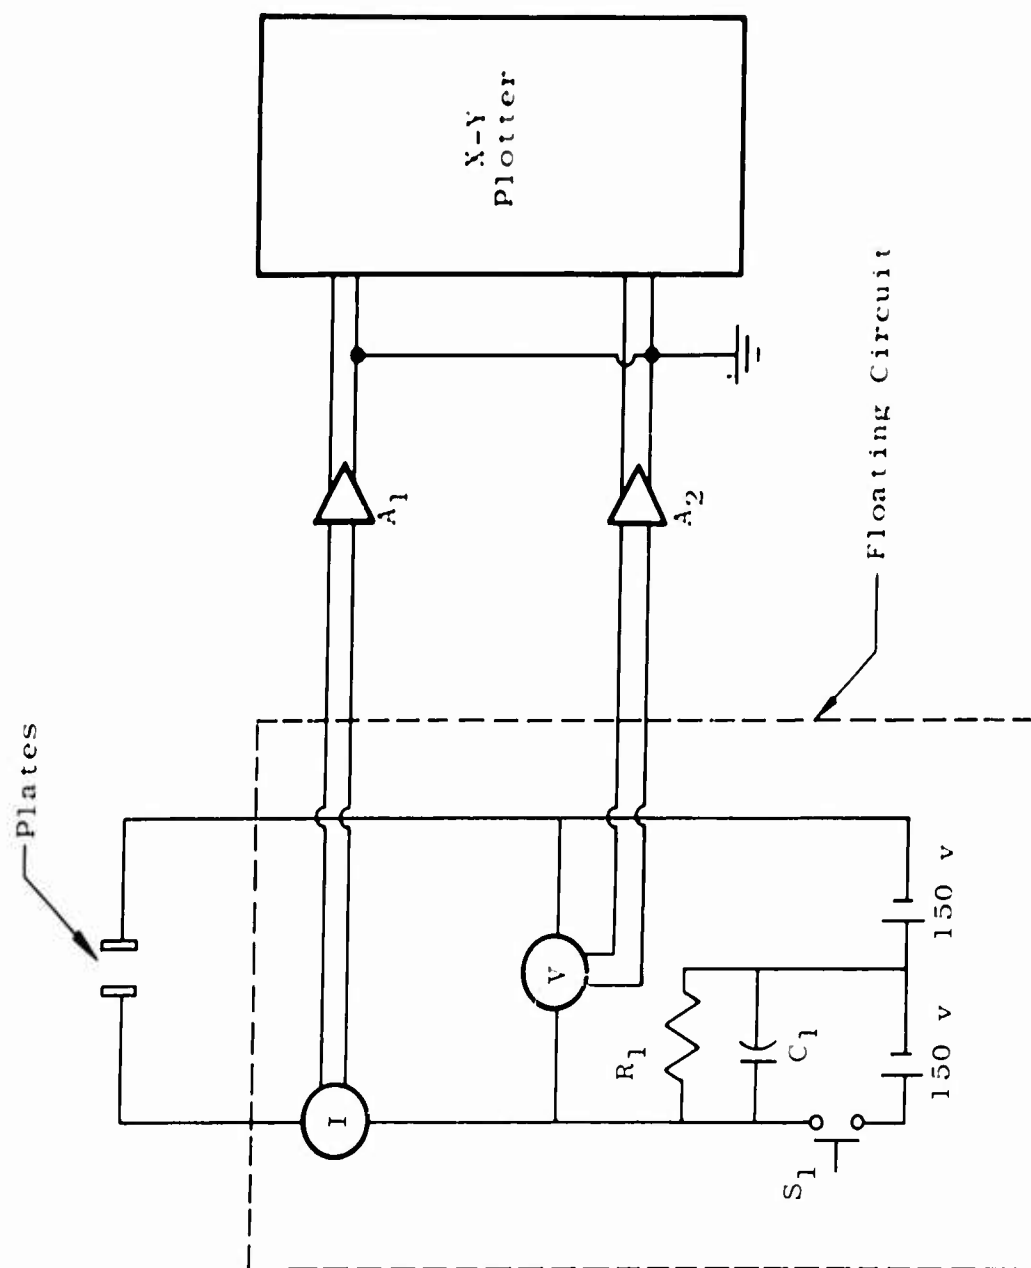 Plates
X-Y
Plotter
A1
A2
Floating Circuit
I
V
R1
C1
S1
150 v
150 v